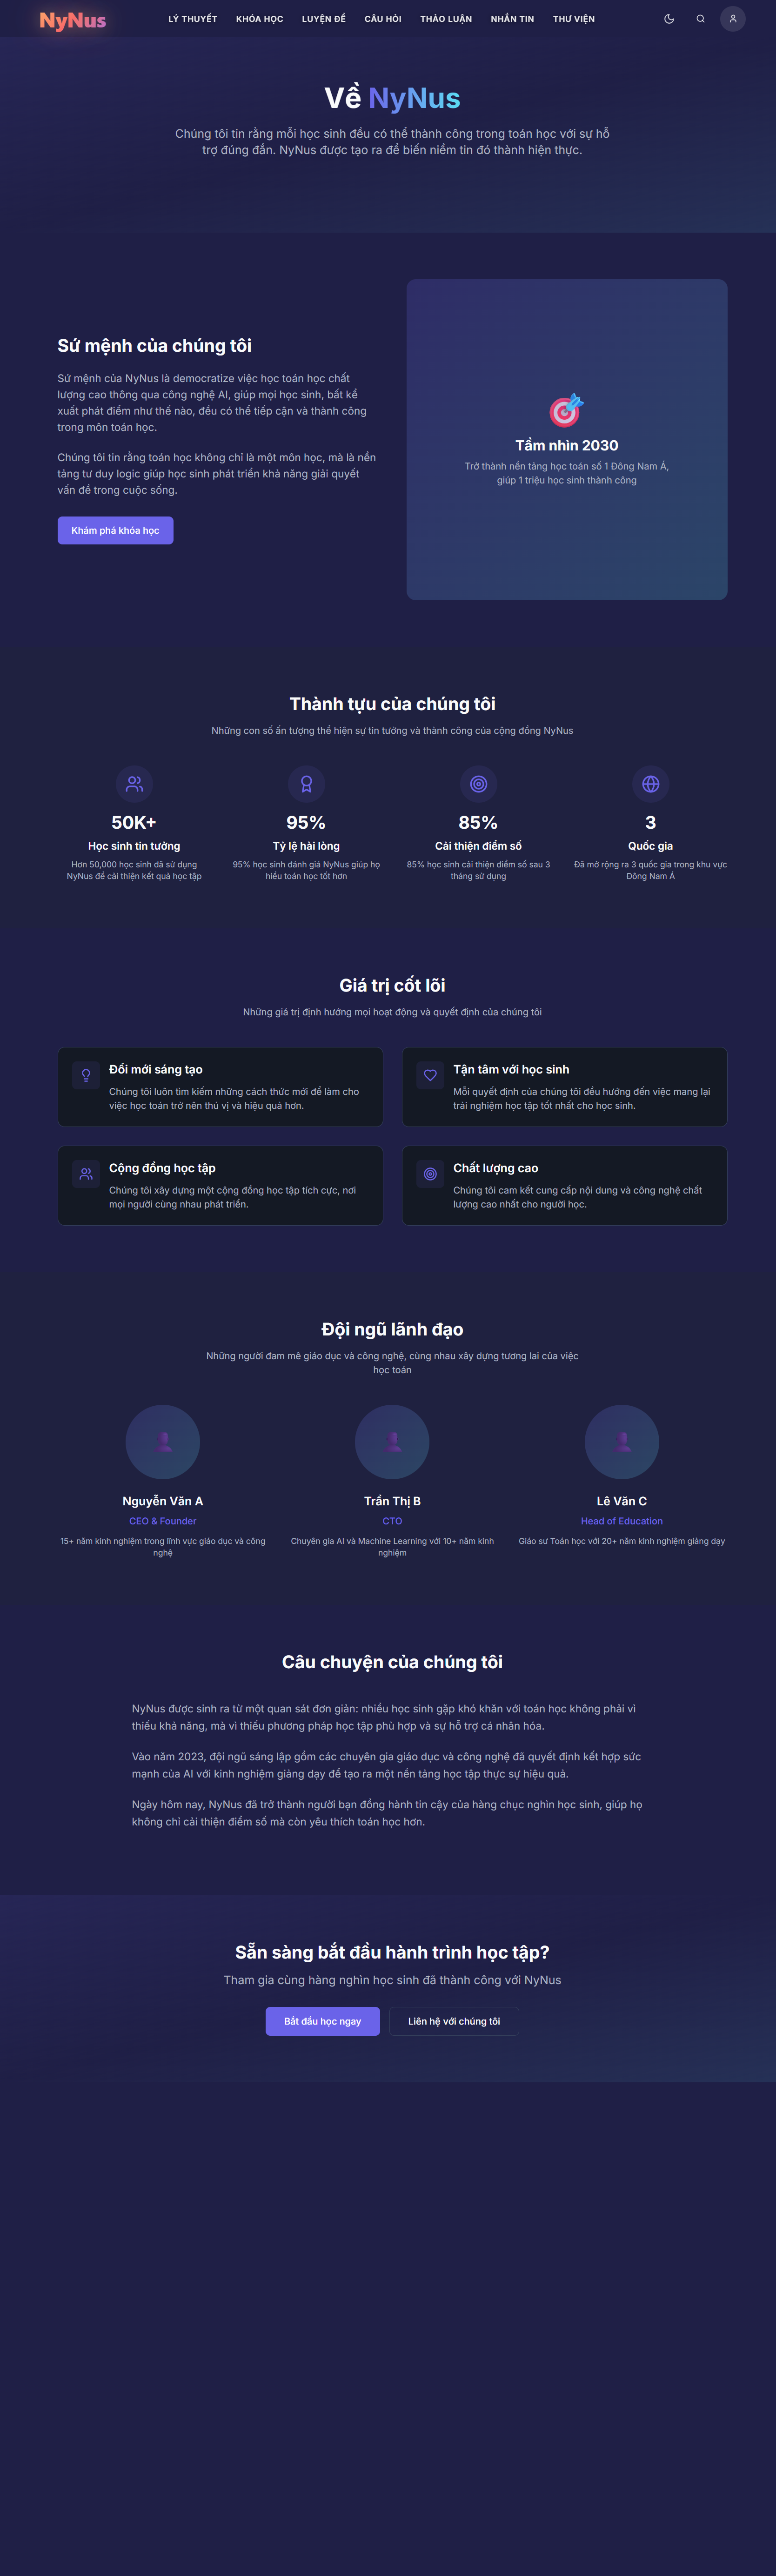 NyNus
LÝ THUYẾT
KHÓA HỌC
LUYỆN ĐỀ
CÂU HỎI
THẢO LUẬN
NHẮN TIN
THƯ VIỆN
Về NyNus
Chúng tôi tin rằng mỗi học sinh đều có thể thành công trong toán học với sự hỗ
trợ đúng đắn. NyNus được tạo ra để biến niềm tin đó thành hiện thực.
Sứ mệnh của chúng tôi
Sứ mệnh của NyNus là democratize việc học toán học chất
lượng cao thông qua công nghệ AI, giúp mọi học sinh, bất kể
xuất phát điểm như thế nào, đều có thể tiếp cận và thành công
trong môn toán học.
Chúng tôi tin rằng toán học không chỉ là một môn học, mà là nền
tảng tư duy logic giúp học sinh phát triển khả năng giải quyết
vấn đề trong cuộc sống.
Khám phá khóa học
Tầm nhìn 2030
Trở thành nền tảng học toán số 1 Đông Nam Á,
giúp 1 triệu học sinh thành công
Thành tựu của chúng tôi
Những con số ấn tượng thể hiện sự tin tưởng và thành công của cộng đồng NyNus
50K+
Học sinh tin tưởng
Hơn 50,000 học sinh đã sử dụng
NyNus để cải thiện kết quả học tập
95%
Tỷ lệ hài lòng
95% học sinh đánh giá NyNus giúp họ
hiểu toán học tốt hơn
85%
Cải thiện điểm số
85% học sinh cải thiện điểm số sau 3
tháng sử dụng
3
Quốc gia
Đã mở rộng ra 3 quốc gia trong khu vực
Đông Nam Á
Giá trị cốt lõi
Những giá trị định hướng mọi hoạt động và quyết định của chúng tôi
Đổi mới sáng tạo
Chúng tôi luôn tìm kiếm những cách thức mới để làm cho
việc học toán trở nên thú vị và hiệu quả hơn.
Tận tâm với học sinh
Mỗi quyết định của chúng tôi đều hướng đến việc mang lại
trải nghiệm học tập tốt nhất cho học sinh.
Cộng đồng học tập
Chúng tôi xây dựng một cộng đồng học tập tích cực, nơi
mọi người cùng nhau phát triển.
Chất lượng cao
Chúng tôi cam kết cung cấp nội dung và công nghệ chất
lượng cao nhất cho người học.
Đội ngũ lãnh đạo
Những người đam mê giáo dục và công nghệ, cùng nhau xây dựng tương lai của việc
học toán
Nguyễn Văn A
CEO & Founder
15+ năm kinh nghiệm trong lĩnh vực giáo dục và công
nghệ
Trần Thị B
CTO
Chuyên gia AI và Machine Learning với 10+ năm kinh
nghiệm
Lê Văn C
Head of Education
Giáo sư Toán học với 20+ năm kinh nghiệm giảng dạy
Câu chuyện của chúng tôi
NyNus được sinh ra từ một quan sát đơn giản: nhiều học sinh gặp khó khăn với toán học không phải vì
thiếu khả năng, mà vì thiếu phương pháp học tập phù hợp và sự hỗ trợ cá nhân hóa.
Vào năm 2023, đội ngũ sáng lập gồm các chuyên gia giáo dục và công nghệ đã quyết định kết hợp sức
mạnh của AI với kinh nghiệm giảng dạy để tạo ra một nền tảng học tập thực sự hiệu quả.
Ngày hôm nay, NyNus đã trở thành người bạn đồng hành tin cậy của hàng chục nghìn học sinh, giúp họ
không chỉ cải thiện điểm số mà còn yêu thích toán học hơn.
Sẵn sàng bắt đầu hành trình học tập?
Tham gia cùng hàng nghìn học sinh đã thành công với NyNus
Bắt đầu học ngay
Liên hệ với chúng tôi